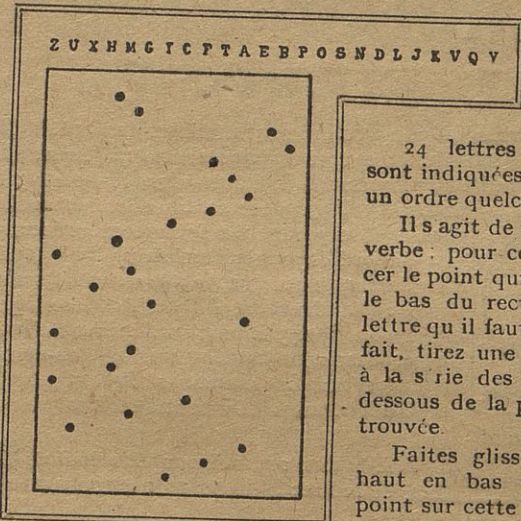 Z U X H M G I C F T A E B P O S N D L J K V Q Y
24 lettres
sont indiquées
un ordre quelc
Il s agit de
verbe : pour c
cer le point qu
le bas du rec
lettre qu il fau
fait, tirez une
à la s rie des
dessous de la p
trouvée.
Faites gliss
haut en bas
point sur cette